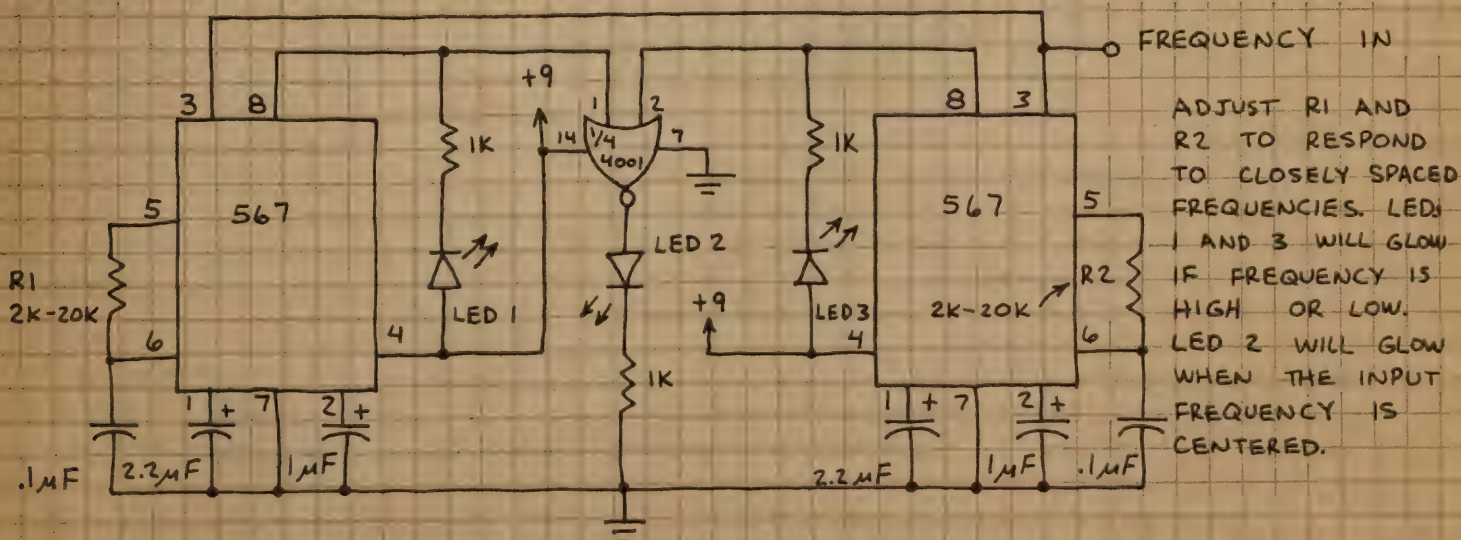 FREQUENCY IN
+9
3 8
1 2
8 3
14 1/4 4001 7
1K
1K
ADJUST R1 AND
R2 TO RESPOND
TO CLOSELY SPACED
FREQUENCIES. LEDs
1 AND 3 WILL GLOW
IF FREQUENCY IS
HIGH OR LOW.
LED 2 WILL GLOW
WHEN THE INPUT
FREQUENCY IS
CENTERED.
5 567
567 5
R1
2K-20K
LED 2
LED 1
+9
LED 3
2K-20K
R2
6 4
4 6
1K
1 + 7 2 +
1 + 7 2 +
.1μF 2.2μF 1μF
2.2μF 1μF .1μF